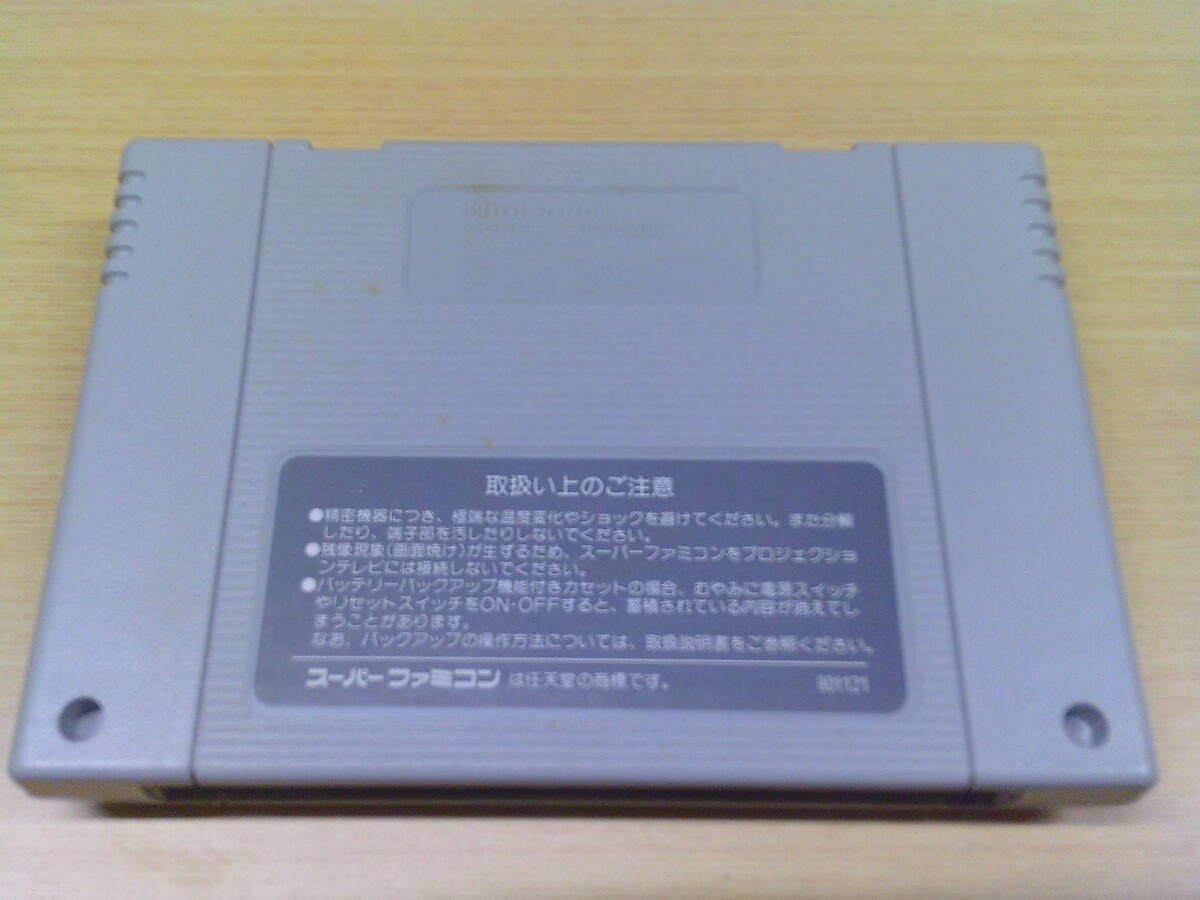 取扱い上のご注意
●精密機器につき、極端な温度変化やショックを避けてください。また分解
したり、端子部を汚したりしないでください。
●残像現象(画面焼け)が生ずるため、スーパーファミコンをプロジェクショ
ンテレビには接続しないでください。
●バッテリーバックアップ機能付きカセットの場合、むやみに電源スイッチ
やリセットスイッチをON・OFFすると、蓄積されている内容が消えてし
まうことがあります。
なお、バックアップの操作方法については、取扱説明書をご参照ください。
スーパーファミコン は任天堂の商標です。
901121